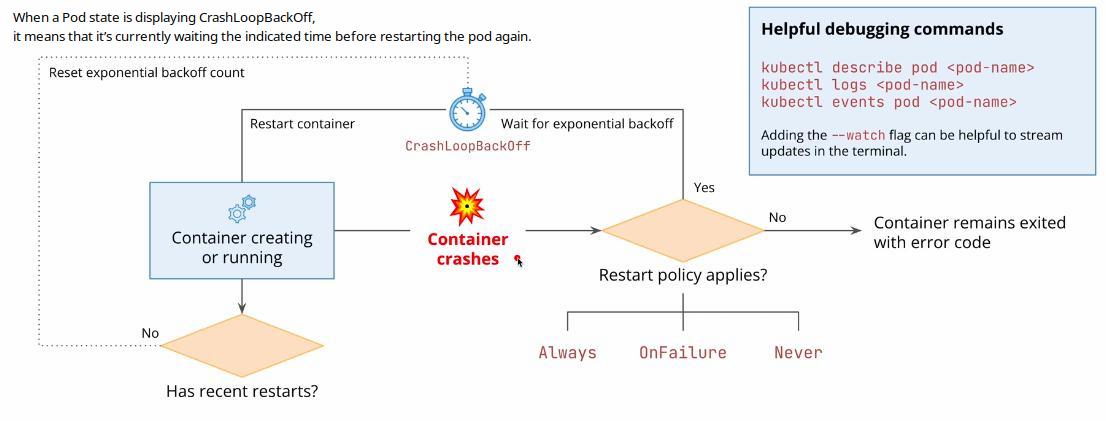 When a Pod state is displaying CrashLoopBackOff,
it means that it's currently waiting the indicated time before restarting the pod again.
Helpful debugging commands
kubectl describe pod <pod-name>
kubectl logs <pod-name>
kubectl events pod <pod-name>
Adding the --watch flag can be helpful to stream
updates in the terminal.
Reset exponential backoff count
Restart container
Wait for exponential backoff
CrashLoopBackOff
Container creating
or running
Container
crashes
Yes
No
Container remains exited
with error code
Restart policy applies?
Always
OnFailure
Never
No
Has recent restarts?